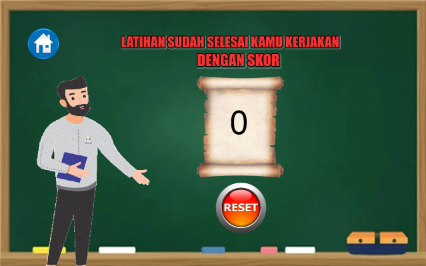 LATIHAN SUDAH SELESAI KAMU KERJAKAN
DENGAN SKOR
0
RESET